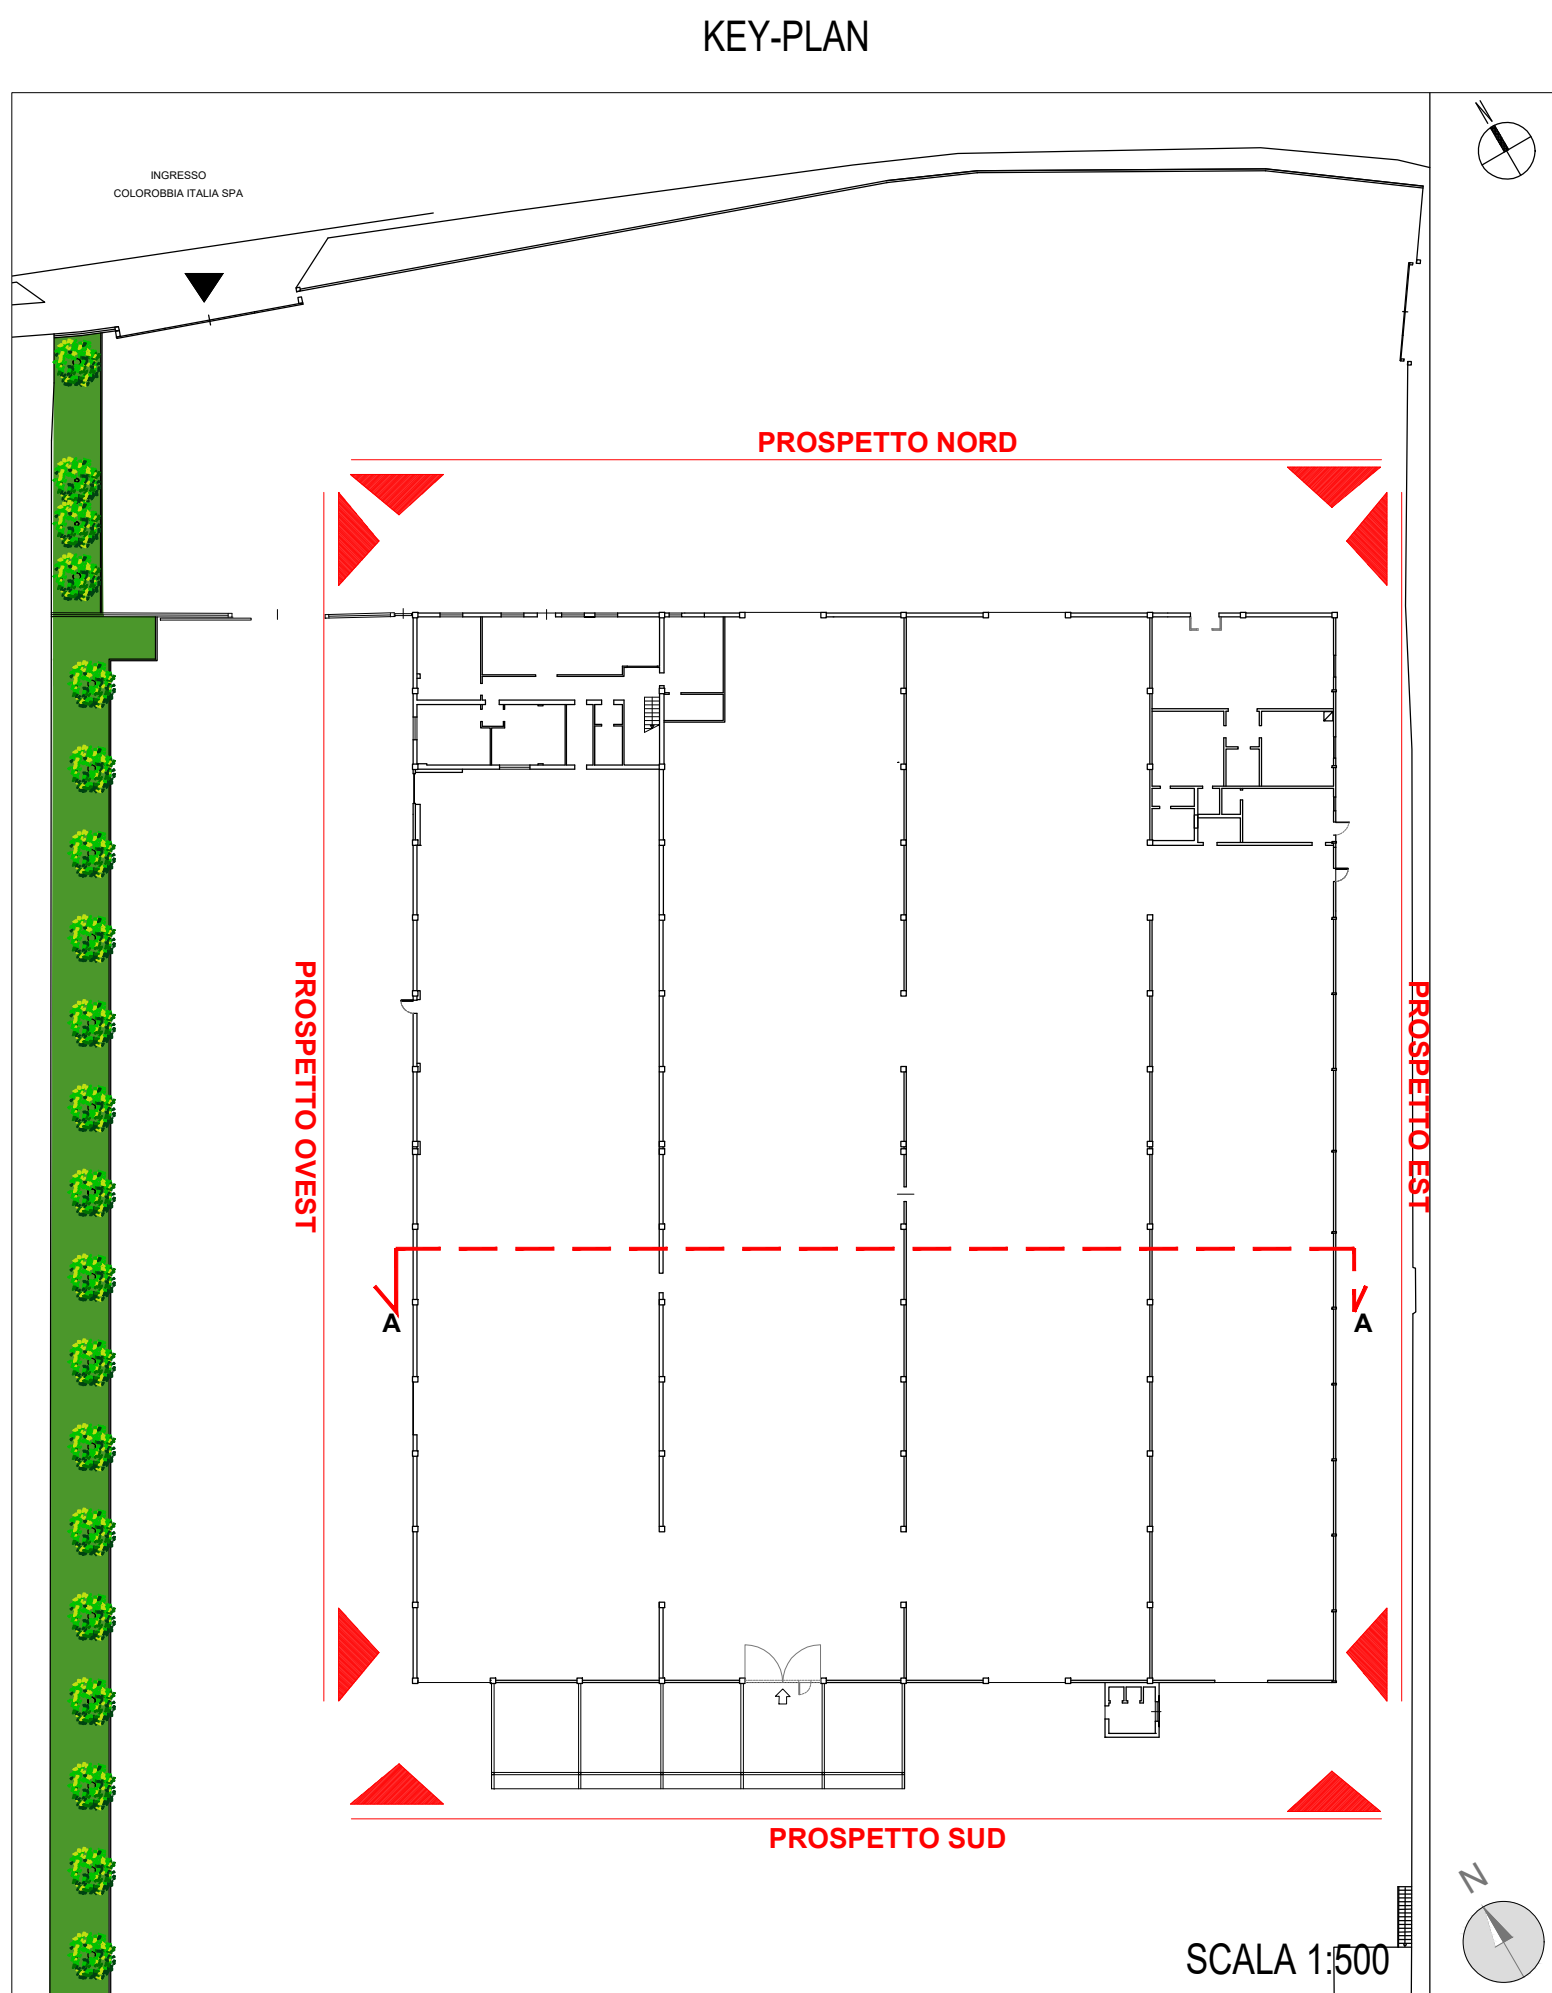 KEY-PLAN
N
INGRESSO
COLOROBBIA ITALIA SPA
PROSPETTO NORD
PROSPETTO OVEST
PROSPETTO EST
A
A
PROSPETTO SUD
N
SCALA 1:500